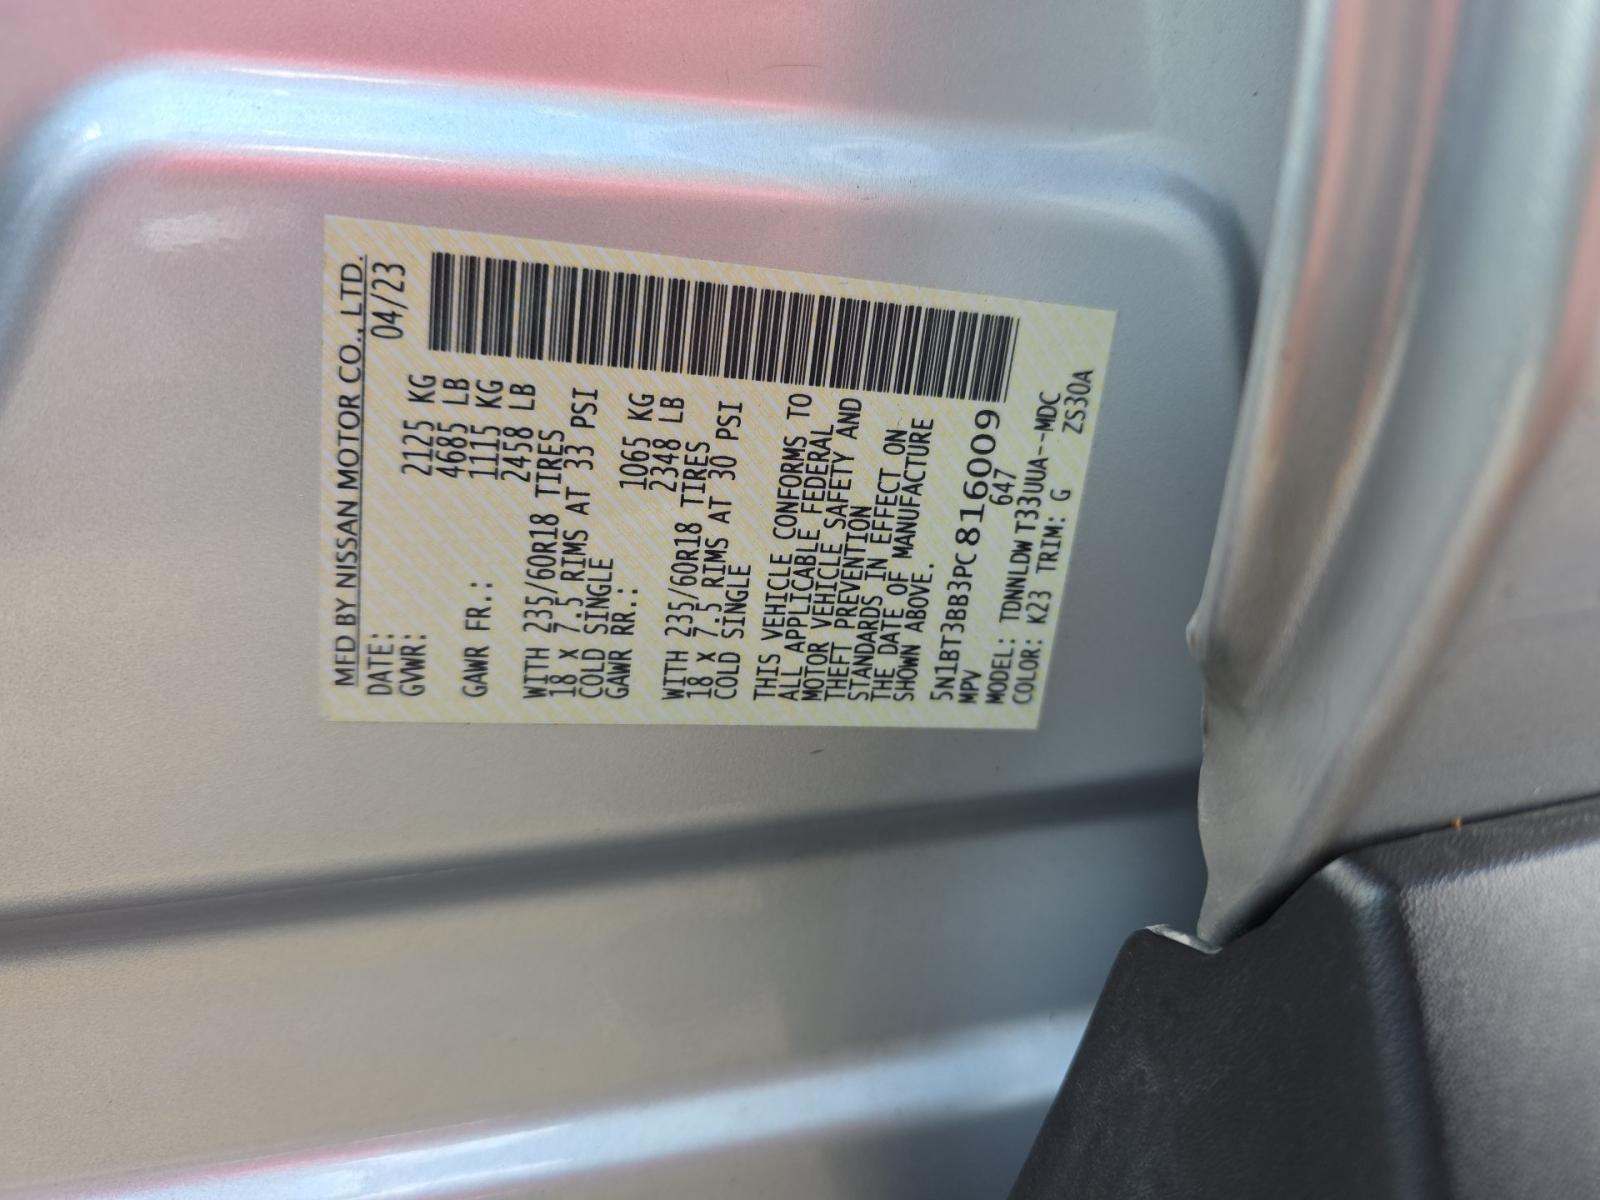 MFD BY NISSAN MOTOR CO., LTD.
DATE: 04/23
GVWR: 2125 KG
4685 LB
GAWR FR.: 1115 KG
2458 LB
WITH 235/60R18 TIRES
18 x 7.5 RIMS AT 33 PSI
COLD SINGLE
GAWR RR.: 1065 KG
2348 LB
WITH 235/60R18 TIRES
18 x 7.5 RIMS AT 30 PSI
COLD SINGLE
THIS VEHICLE CONFORMS TO
ALL APPLICABLE FEDERAL
MOTOR VEHICLE SAFETY AND
THEFT PREVENTION
STANDARDS IN EFFECT ON
THE DATE OF MANUFACTURE
SHOWN ABOVE.
5N1BT3BB3PC816009
MPV 647
MODEL: TDNNLDW T33UUA--MDC
COLOR: K23 TRIM: G ZS30A